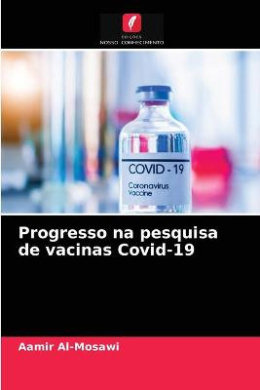 EDIÇÕES
NOSSO CONHECIMENTO
COVID - 19
Coronavirus
Vaccine
Progresso na pesquisa
de vacinas Covid-19
Aamir Al-Mosawi